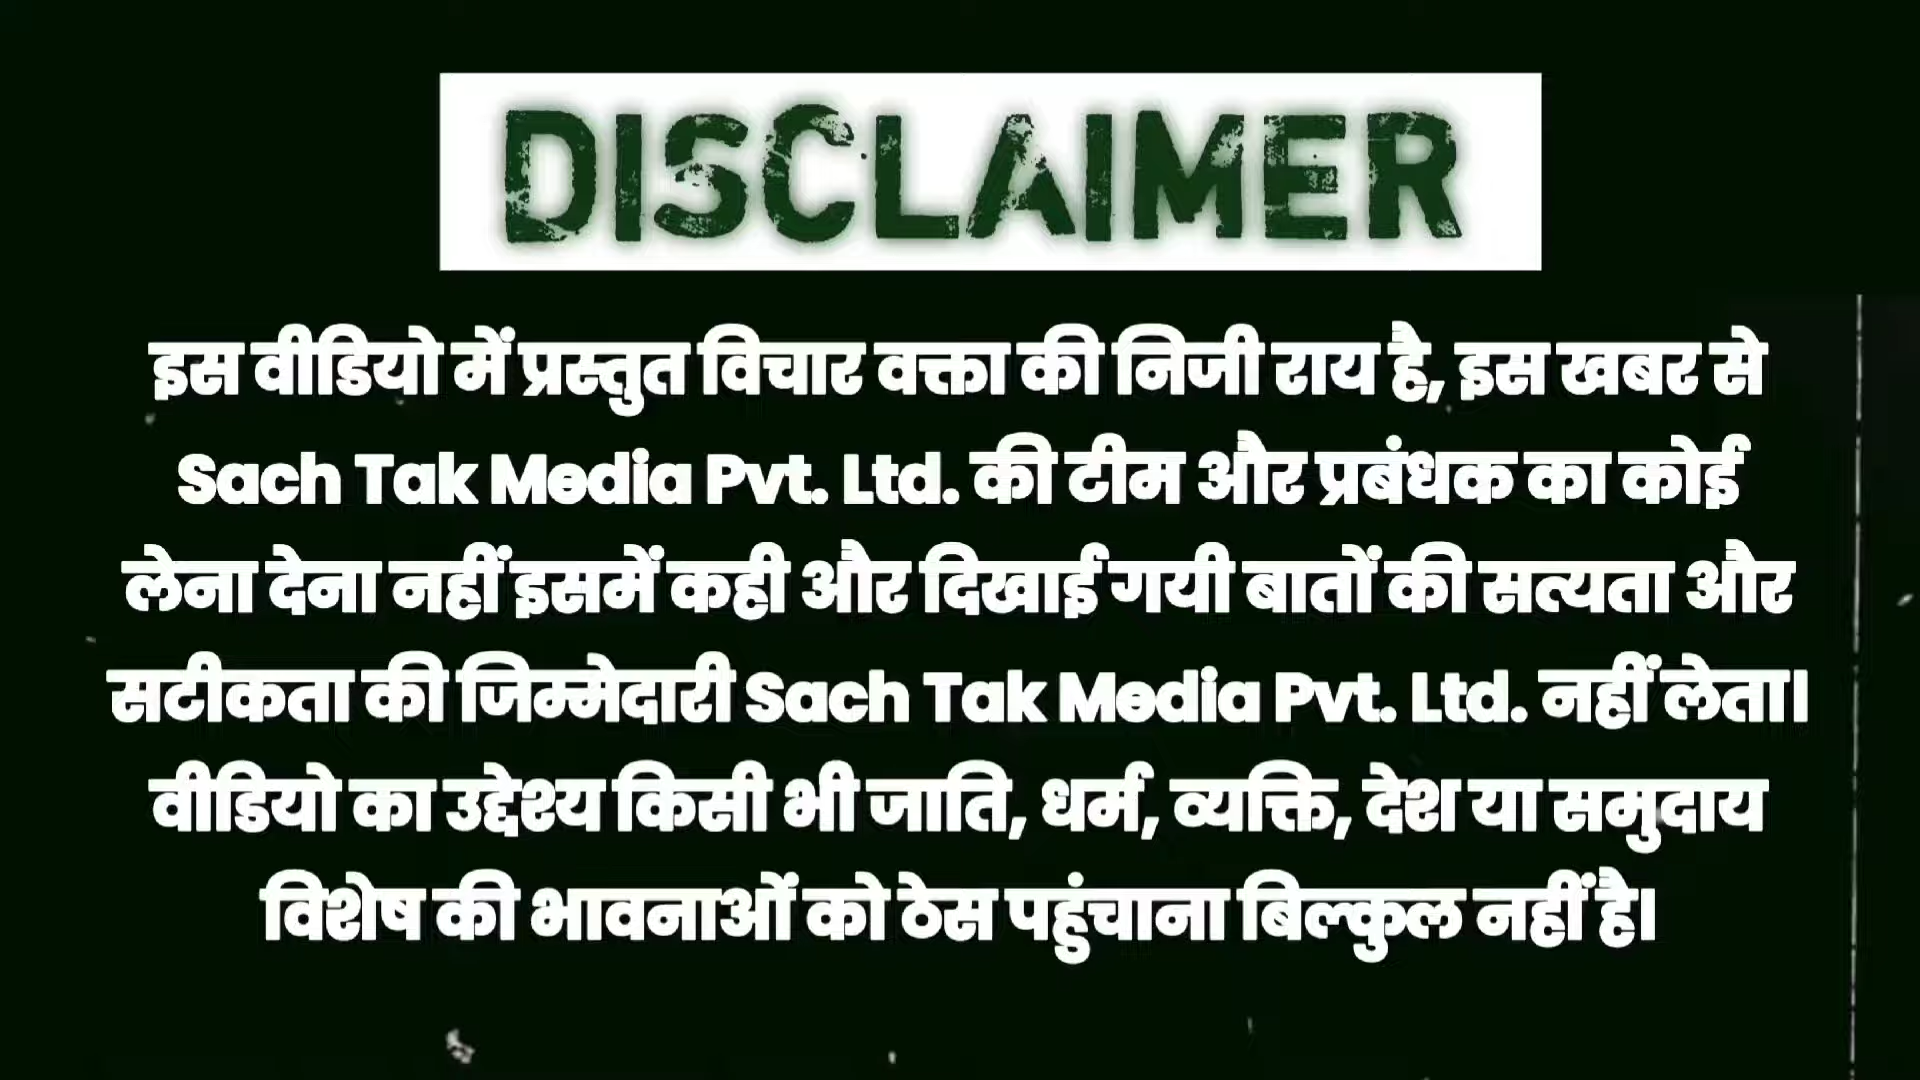 DISCLAIMER
इस वीडियो में प्रस्तुत विचार वक्ता की निजी राय है, इस खबर से
Sach Tak Media Pvt. Ltd. की टीम और प्रबंधक का कोई
लेना देना नहीं इसमें कही और दिखाई गयी बातों की सत्यता और
सटीकता की जिम्मेदारी Sach Tak Media Pvt. Ltd. नहीं लेता।
वीडियो का उद्देश्य किसी भी जाति, धर्म, व्यक्ति, देश या समुदाय
विशेष की भावनाओं को ठेस पहुंचाना बिल्कुल नहीं है।